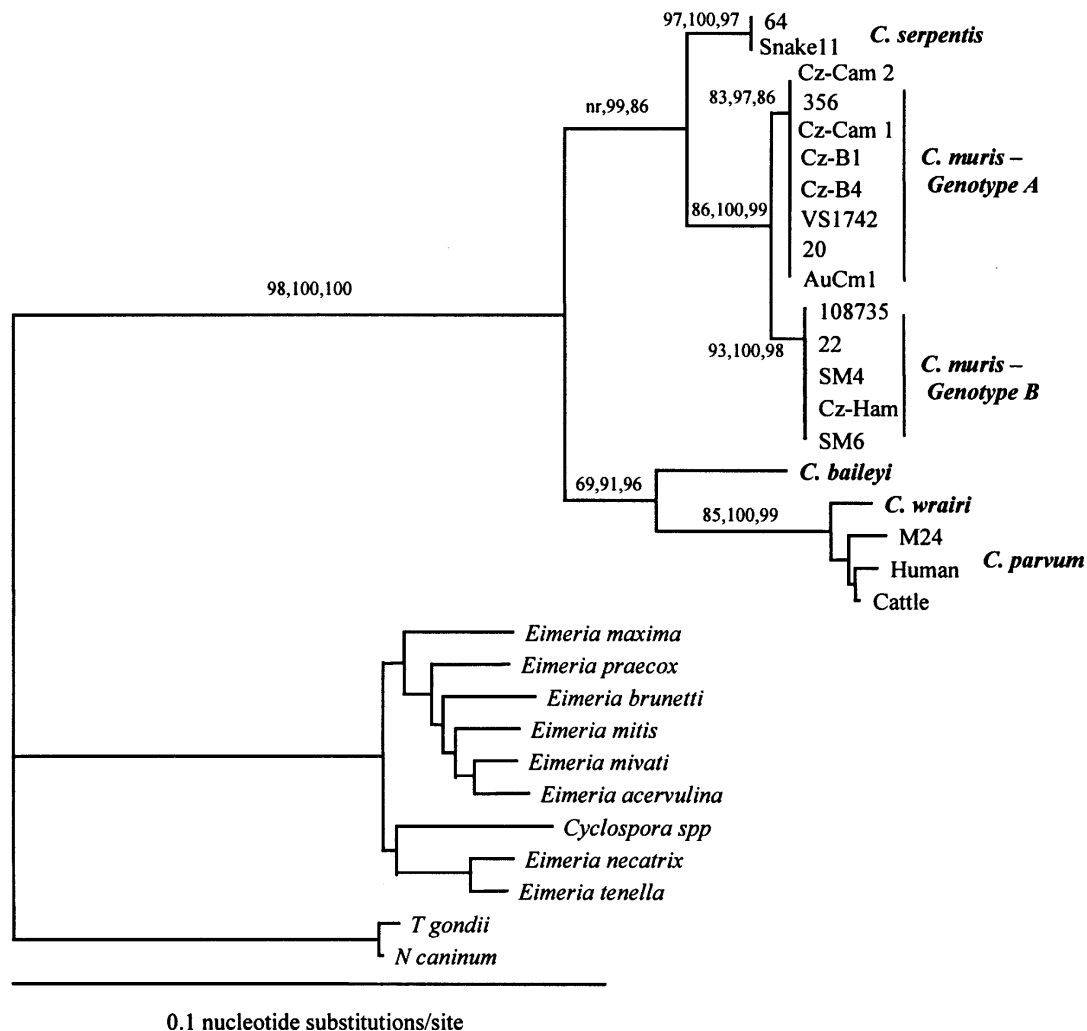 97,100,97
64
Snake11
C. serpentis
Cz-Cam 2
83,97,86
356
nr,99,86
Cz-Cam 1
Cz-B1
C. muris –
Genotype A
Cz-B4
86,100,99
VS1742
20
AuCm1
98,100,100
108735
93,100,98
22
C. muris –
Genotype B
SM4
Cz-Ham
SM6
C. baileyi
69,91,96
C. wrairi
85,100,99
M24
C. parvum
Human
Cattle
Eimeria maxima
Eimeria praecox
Eimeria brunetti
Eimeria mitis
Eimeria mivati
Eimeria acervulina
Cyclospora spp
Eimeria necatrix
Eimeria tenella
T gondii
N caninum
0.1 nucleotide substitutions/site